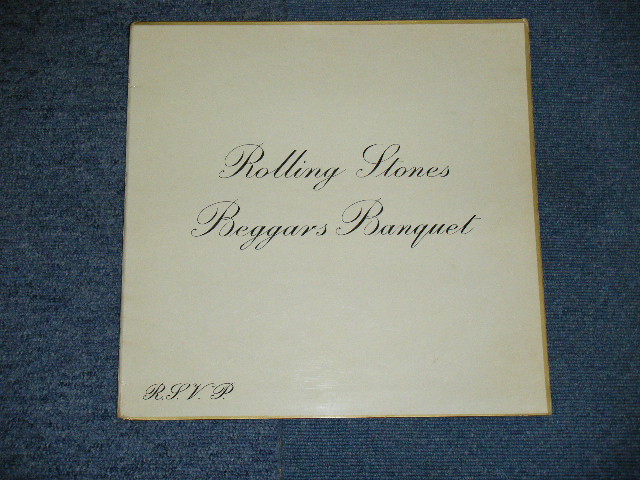 Rolling Stones
Beggars Banquet
R.S.V.P.